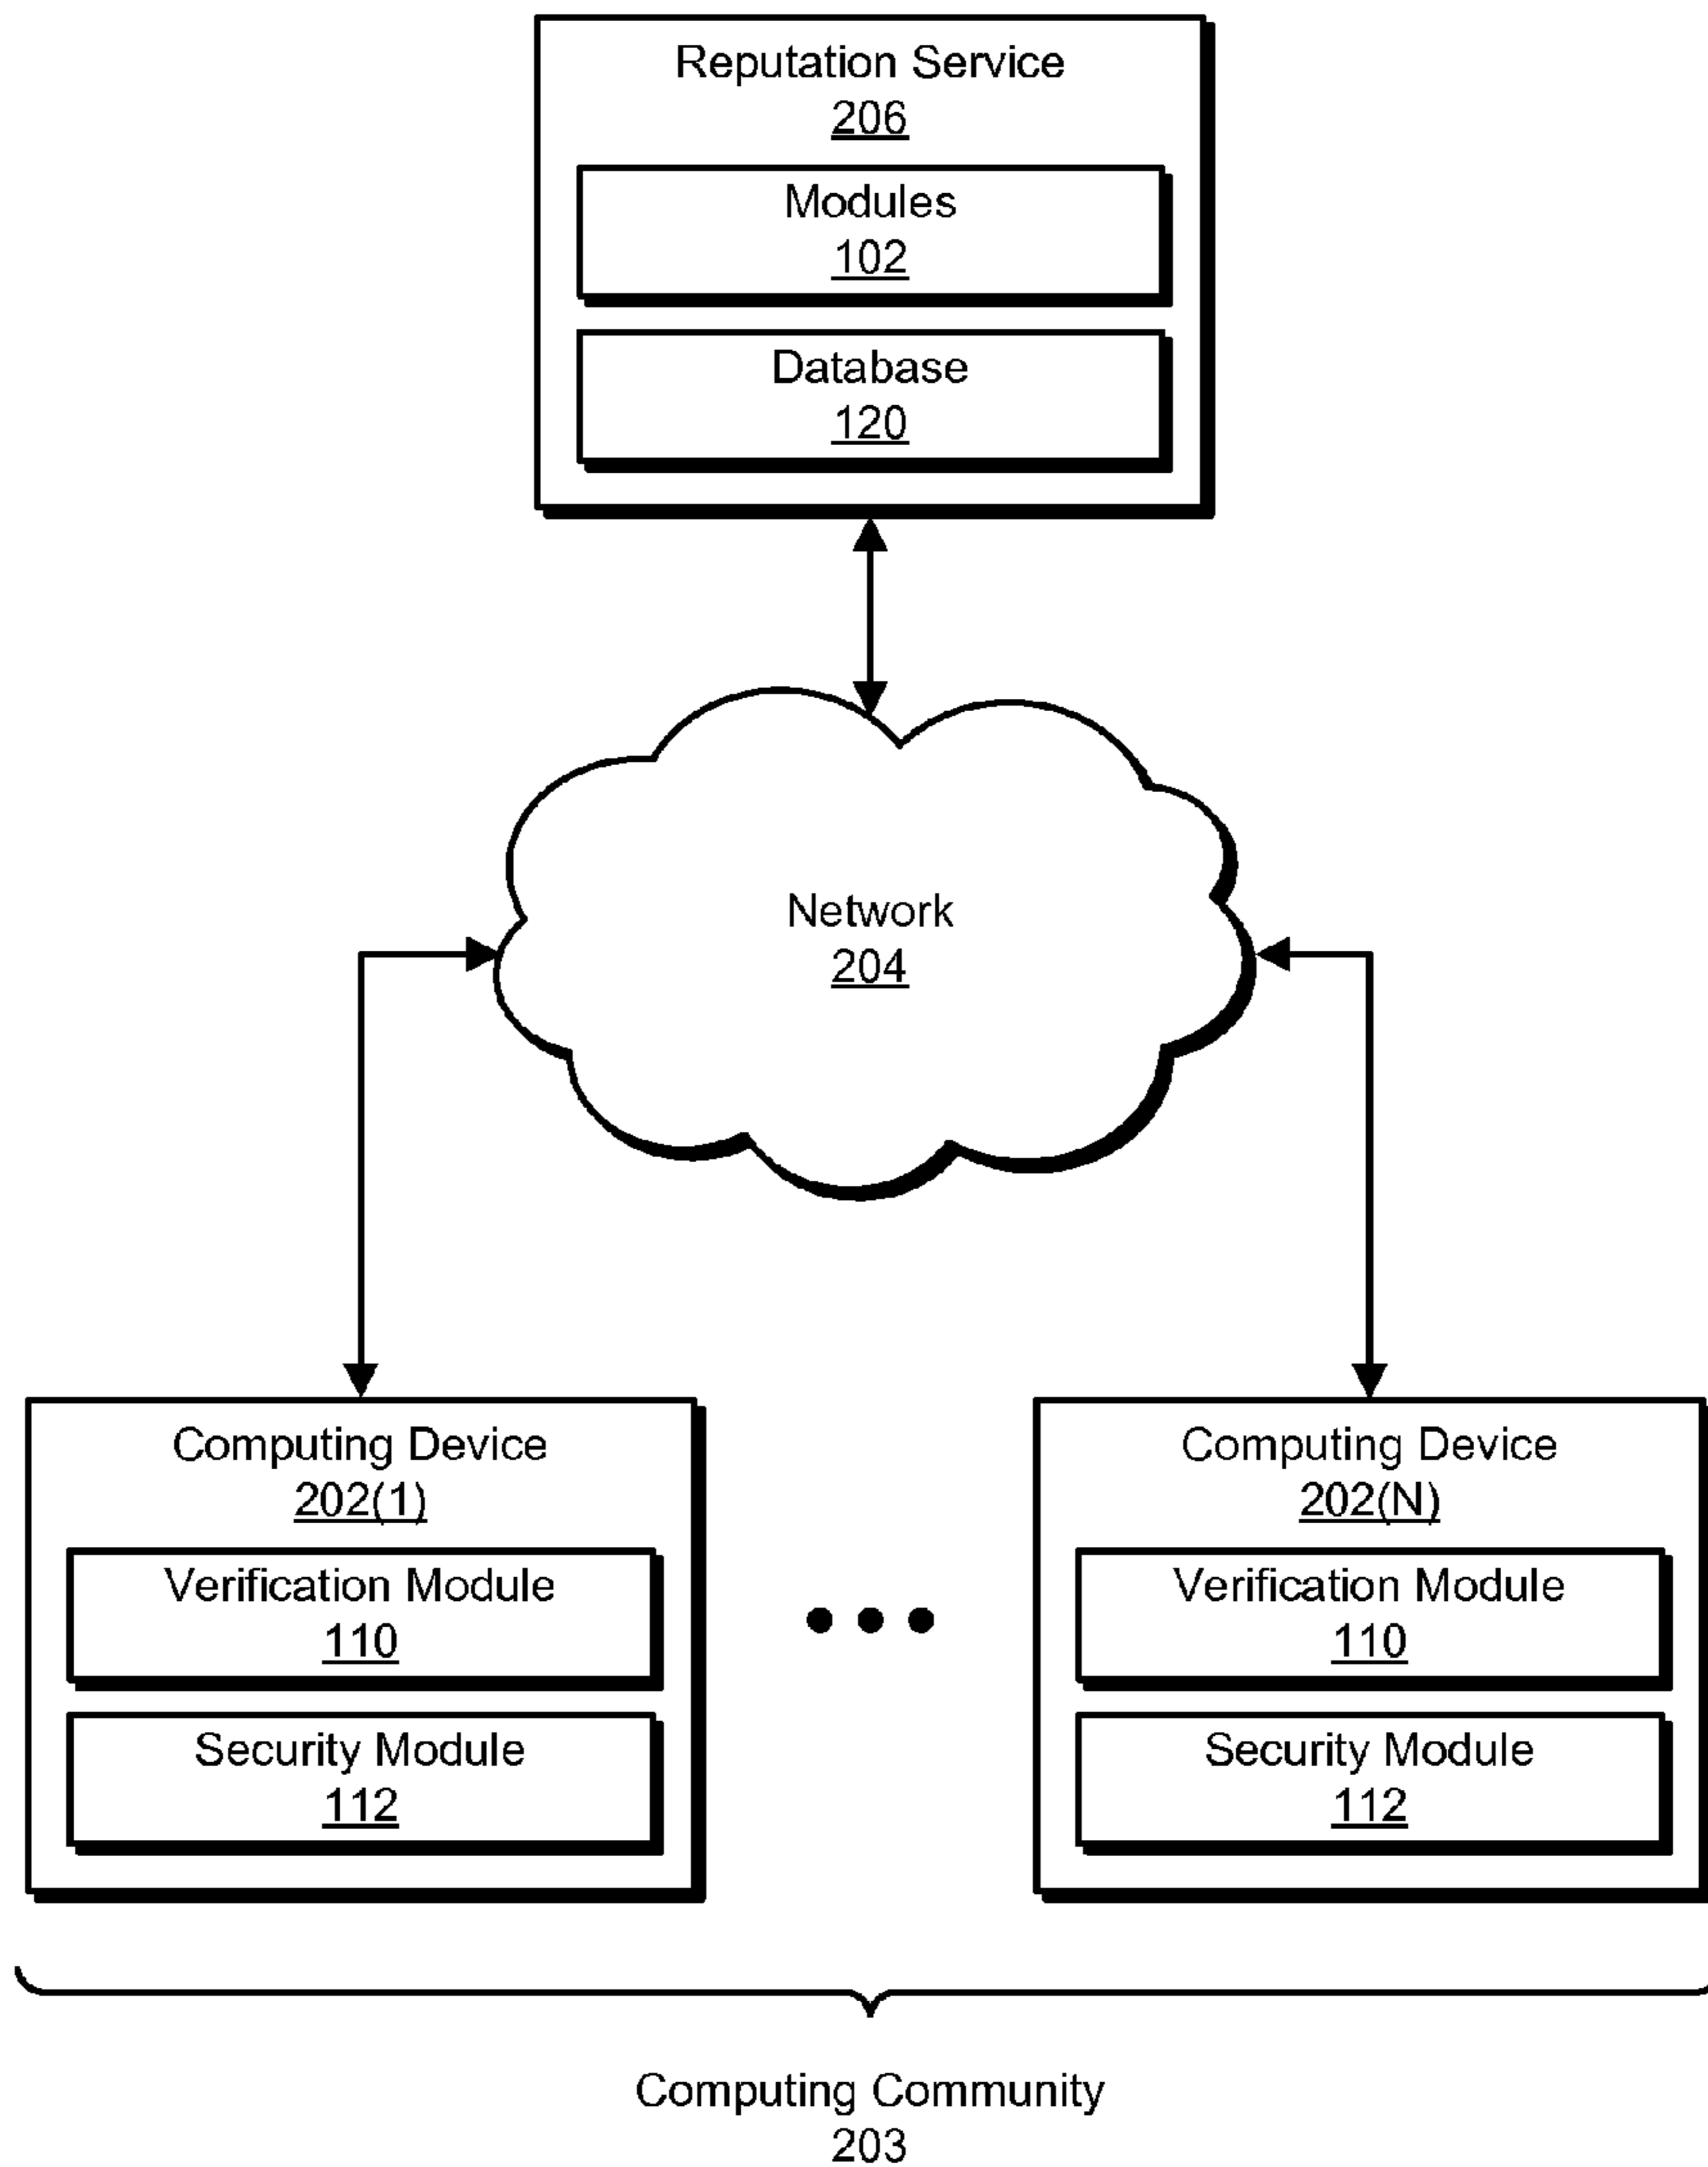 Reputation Service
206
Modules
102
Database
120
Network
204
Computing Device
202(1)
Verification Module
110
Security Module
112
Computing Device
202(N)
Verification Module
110
Security Module
112
Computing Community
203